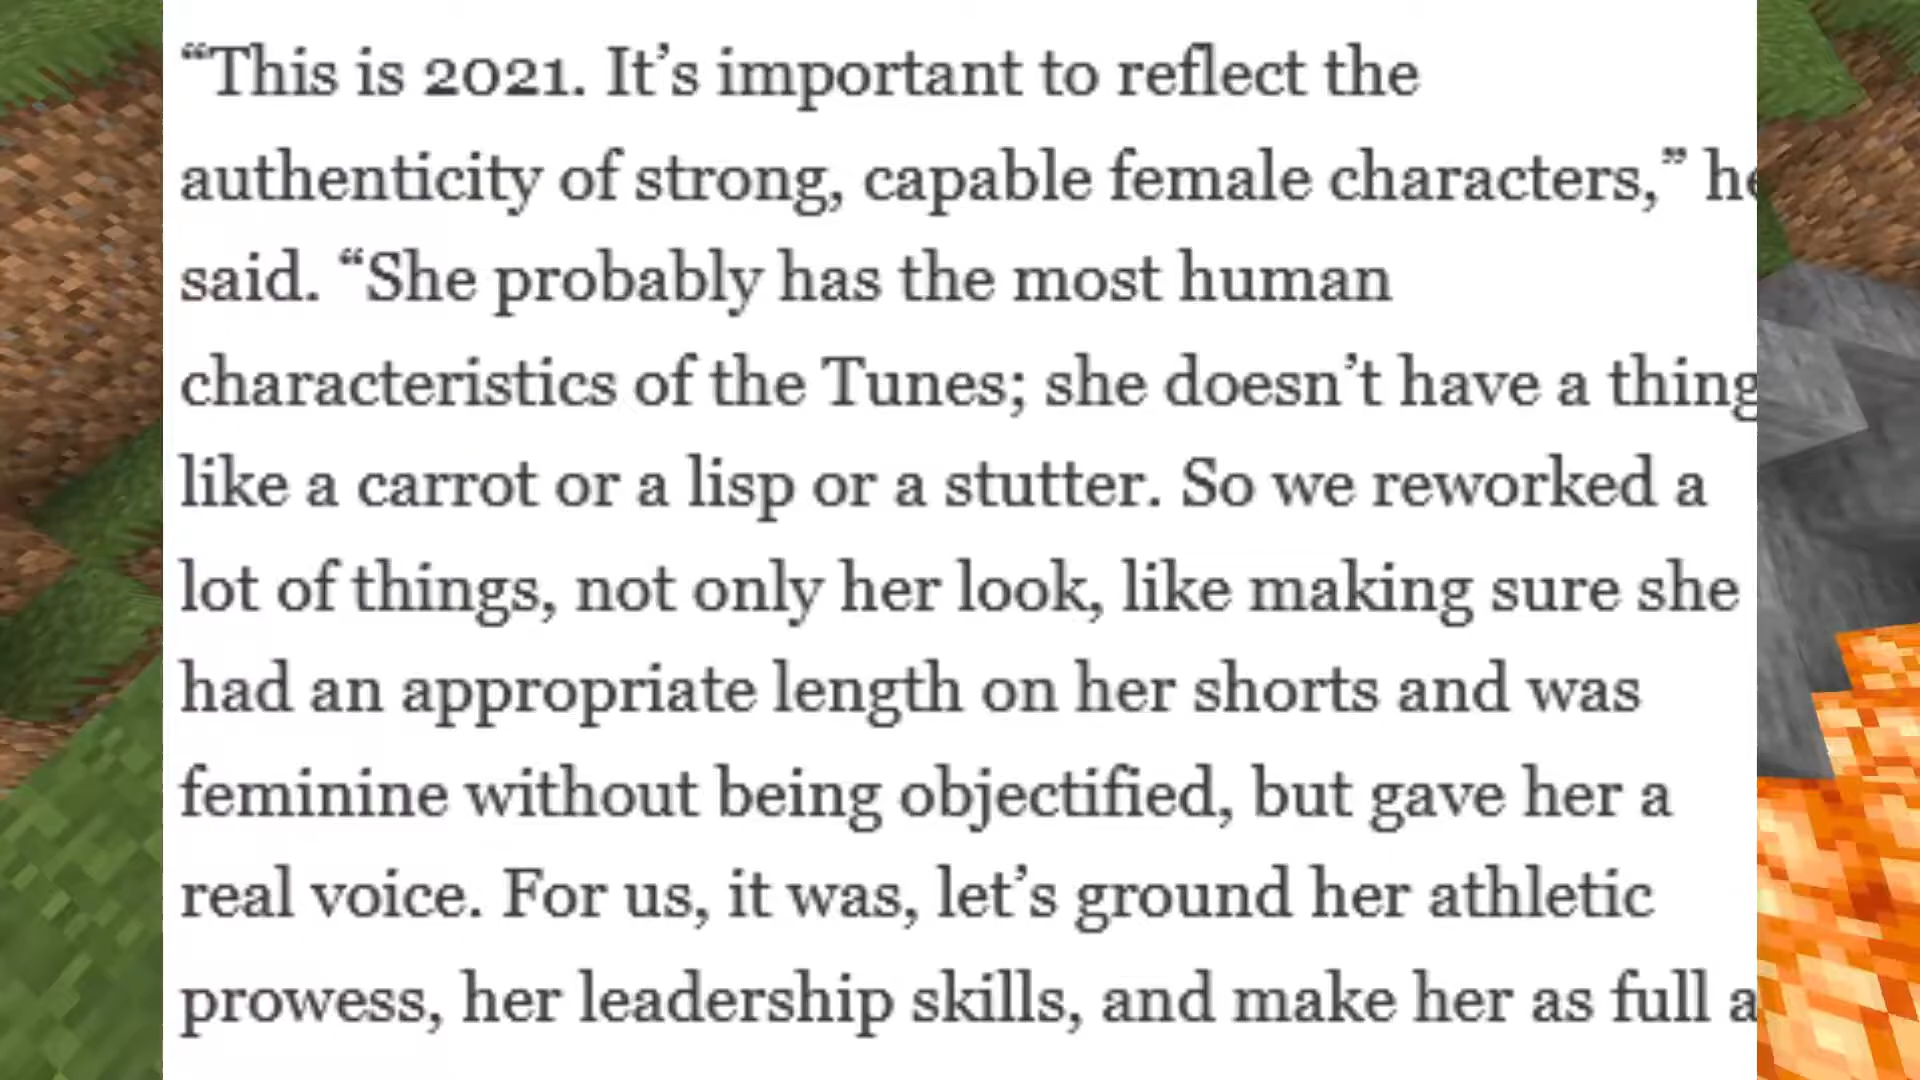 “This is 2021. It’s important to reflect the
authenticity of strong, capable female characters,” he
said. “She probably has the most human
characteristics of the Tunes; she doesn’t have a thing
like a carrot or a lisp or a stutter. So we reworked a
lot of things, not only her look, like making sure she
had an appropriate length on her shorts and was
feminine without being objectified, but gave her a
real voice. For us, it was, let’s ground her athletic
prowess, her leadership skills, and make her as full a